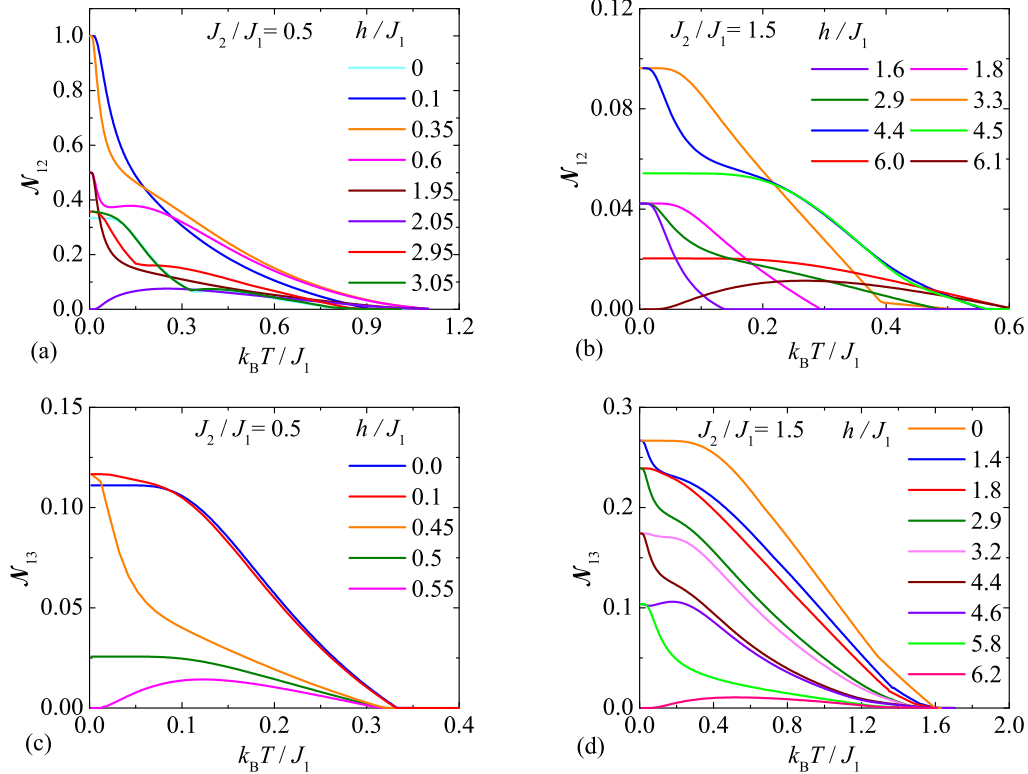 J2 / J1= 0.5 h / J1
1.0
0.8
0.6
0.4
0.2
0.0
0
0.1
0.35
0.6
1.95
2.05
2.95
3.05
𝒩12
0.0 0.3 0.6 0.9 1.2
(a)
kBT / J1
J2 / J1= 1.5 h/J1
0.12
0.08
0.04
0.00
1.6 1.8
2.9 3.3
4.4 4.5
6.0 6.1
𝒩12
0.0 0.2 0.4 0.6
(b)
kBT / J1
J2 / J1= 0.5 h / J1
0.15
0.10
0.05
0.00
0.0
0.1
0.45
0.5
0.55
𝒩13
0.0 0.1 0.2 0.3 0.4
(c)
kBT / J1
J2 / J1= 1.5 h/J1
0.3
0.2
0.1
0.0
0
1.4
1.8
2.9
3.2
4.4
4.6
5.8
6.2
𝒩13
0.0 0.4 0.8 1.2 1.6 2.0
(d)
kBT / J1